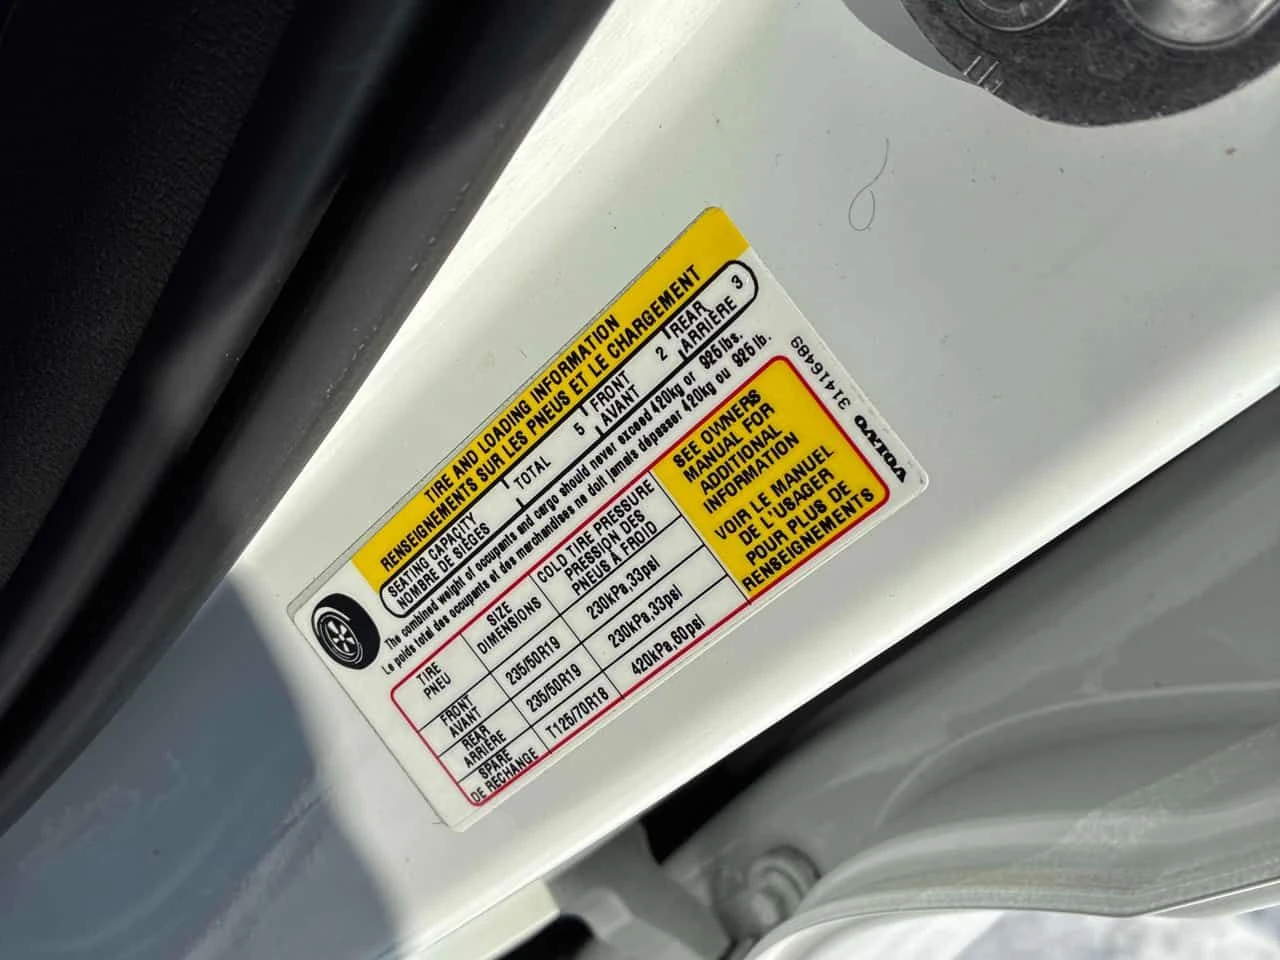 TIRE AND LOADING INFORMATION
RENSEIGNEMENTS SUR LES PNEUS ET LE CHARGEMENT
SEATING CAPACITY
NOMBRE DE SIÈGES
TOTAL 5
FRONT
AVANT 2
REAR
ARRIÈRE 3
The combined weight of occupants and cargo should never exceed 420kg or 925 lbs.
Le poids total des occupants et des marchandises ne doit jamais dépasser 420kg ou 925 lb.
TIRE
PNEU
SIZE
DIMENSIONS
COLD TIRE PRESSURE
PRESSION DES
PNEUS À FROID
FRONT
AVANT
235/50R19
230kPa,33psi
REAR
ARRIÈRE
235/50R19
230kPa,33psi
SPARE
DE RECHANGE
T125/70R18
420kPa,60psi
SEE OWNERS
MANUAL FOR
ADDITIONAL
INFORMATION
VOIR LE MANUEL
DE L'USAGER
POUR PLUS DE
RENSEIGNEMENTS
31416489
VOLVO